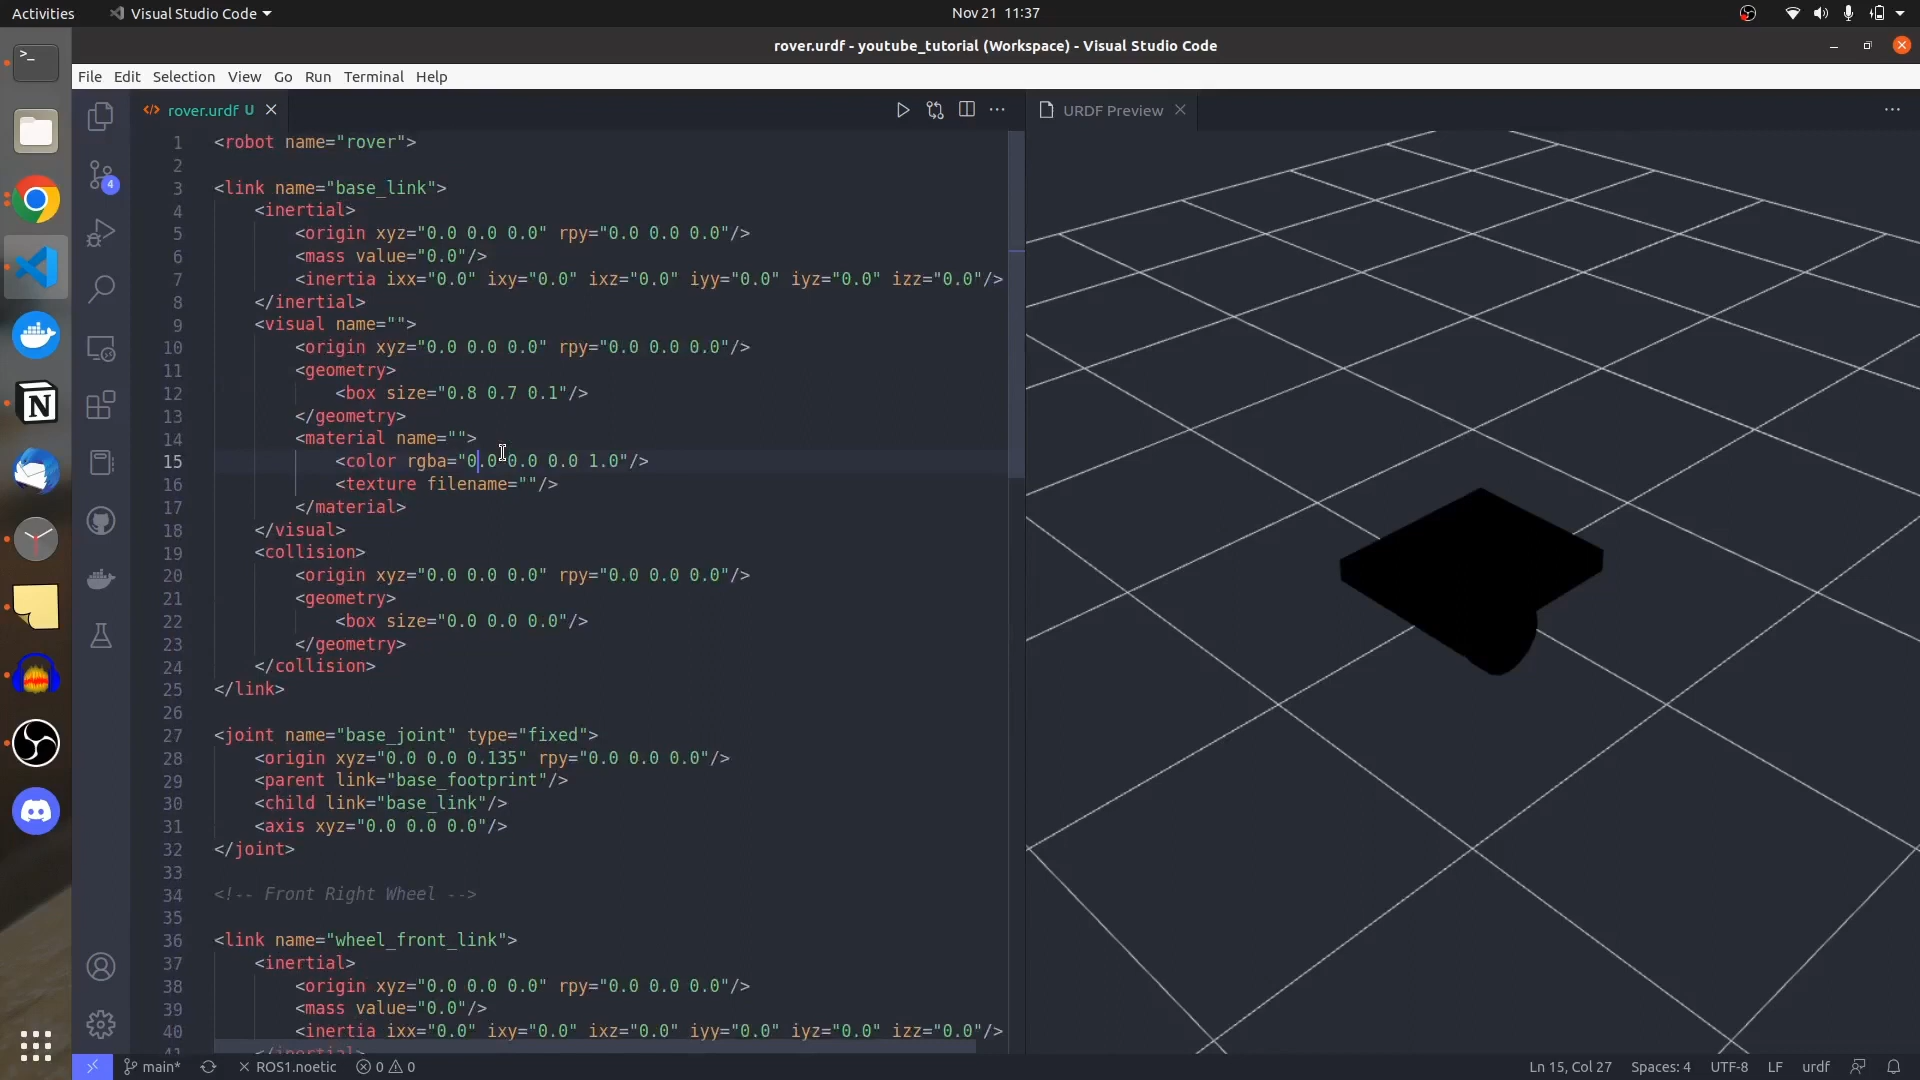 Activities
Visual Studio Code
Nov 21 11:37
rover.urdf - youtube_tutorial (Workspace) - Visual Studio Code
File Edit Selection View Go Run Terminal Help
rover.urdf U
URDF Preview
4
1 <robot name="rover">
2
3 <link name="base_link">
4 <inertial>
5 <origin xyz="0.0 0.0 0.0" rpy="0.0 0.0 0.0"/>
6 <mass value="0.0"/>
7 <inertia ixx="0.0" ixy="0.0" ixz="0.0" iyy="0.0" iyz="0.0" izz="0.0"/>
8 </inertial>
9 <visual name="">
10 <origin xyz="0.0 0.0 0.0" rpy="0.0 0.0 0.0"/>
11 <geometry>
12 <box size="0.8 0.7 0.1"/>
13 </geometry>
14 <material name="">
15 <color rgba="0.0 0.0 0.0 1.0"/>
16 <texture filename=""/>
17 </material>
18 </visual>
19 <collision>
20 <origin xyz="0.0 0.0 0.0" rpy="0.0 0.0 0.0"/>
21 <geometry>
22 <box size="0.0 0.0 0.0"/>
23 </geometry>
24 </collision>
25 </link>
26
27 <joint name="base_joint" type="fixed">
28 <origin xyz="0.0 0.0 0.135" rpy="0.0 0.0 0.0"/>
29 <parent link="base_footprint"/>
30 <child link="base_link"/>
31 <axis xyz="0.0 0.0 0.0"/>
32 </joint>
33
34 <!-- Front Right Wheel -->
35
36 <link name="wheel_front_link">
37 <inertial>
38 <origin xyz="0.0 0.0 0.0" rpy="0.0 0.0 0.0"/>
39 <mass value="0.0"/>
40 <inertia ixx="0.0" ixy="0.0" ixz="0.0" iyy="0.0" iyz="0.0" izz="0.0"/>
41 </inertial>
main* ROS1.noetic 0 0 Ln 15, Col 27 Spaces: 4 UTF-8 LF urdf